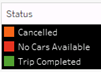 Status
Cancelled
No Cars Available
Trip Completed